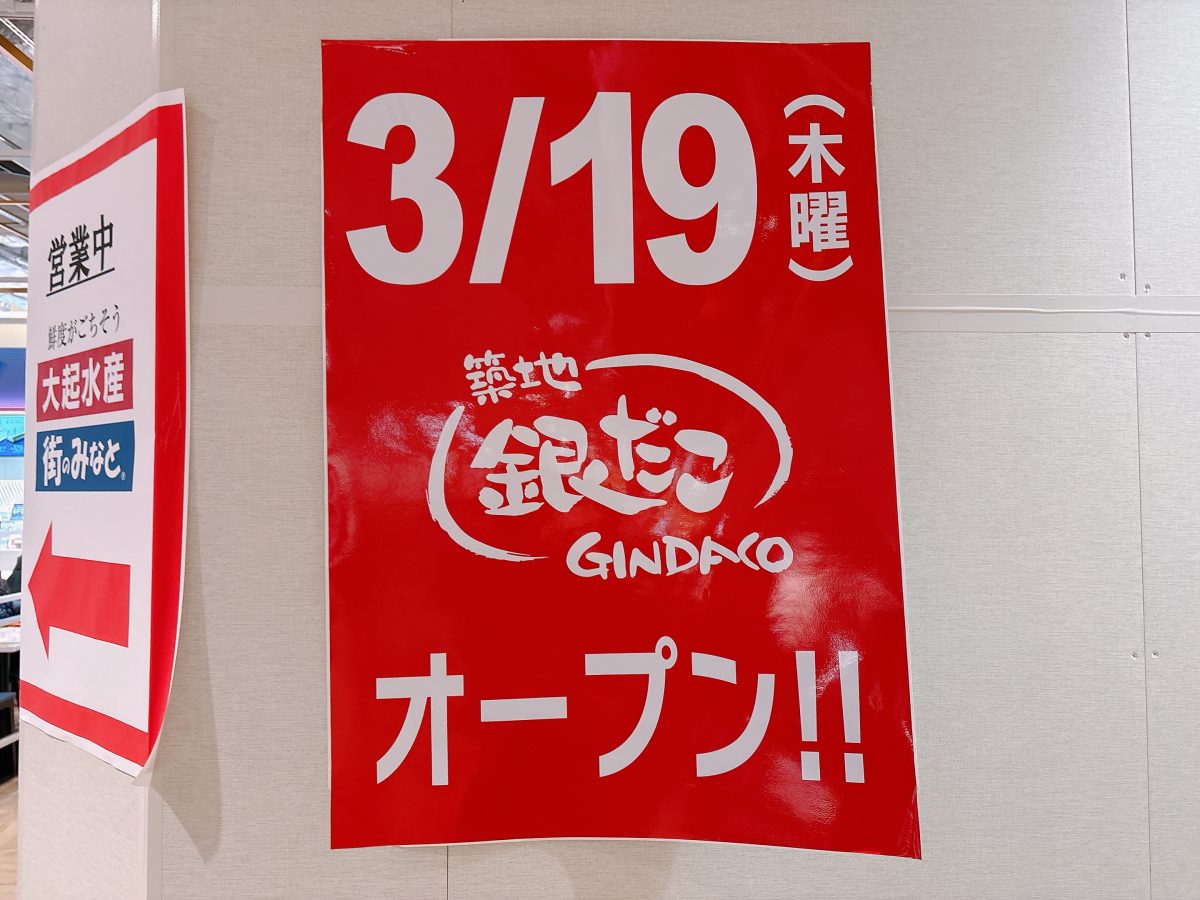 営業中
鮮度がごちそう
大起水産
街のみなと®
3/19(木曜)
築地
銀だこ
GINDACO
オープン!!